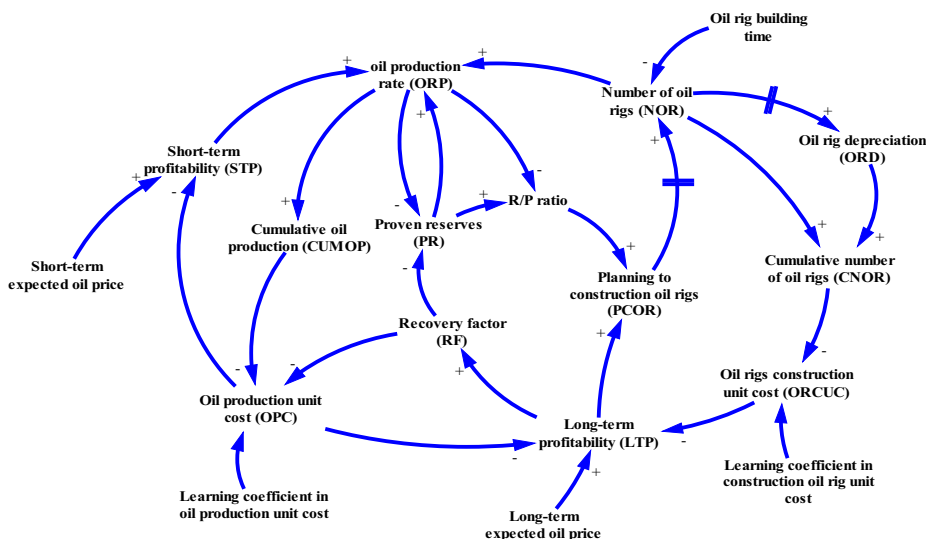 Oil rig building
time
+
+
-
oil production
rate (ORP)
Number of oil
rigs (NOR)
+
+
+
Oil rig depreciation
(ORD)
Short-term
profitability (STP)
-
+
-
+
R/P ratio
+
-
Proven reserves
(PR)
+
Cumulative oil
production (CUMOP)
+
+
+
Cumulative number
of oil rigs (CNOR)
Short-term
expected oil price
-
Planning to
construction oil rigs
(PCOR)
Recovery factor
(RF)
+
-
-
+
-
Oil rigs construction
unit cost (ORCUC)
Oil production unit
cost (OPC)
Long-term
profitability (LTP)
-
-
+
Learning coefficient in
construction oil rig unit
cost
Learning coefficient in
oil production unit cost
Long-term
expected oil price